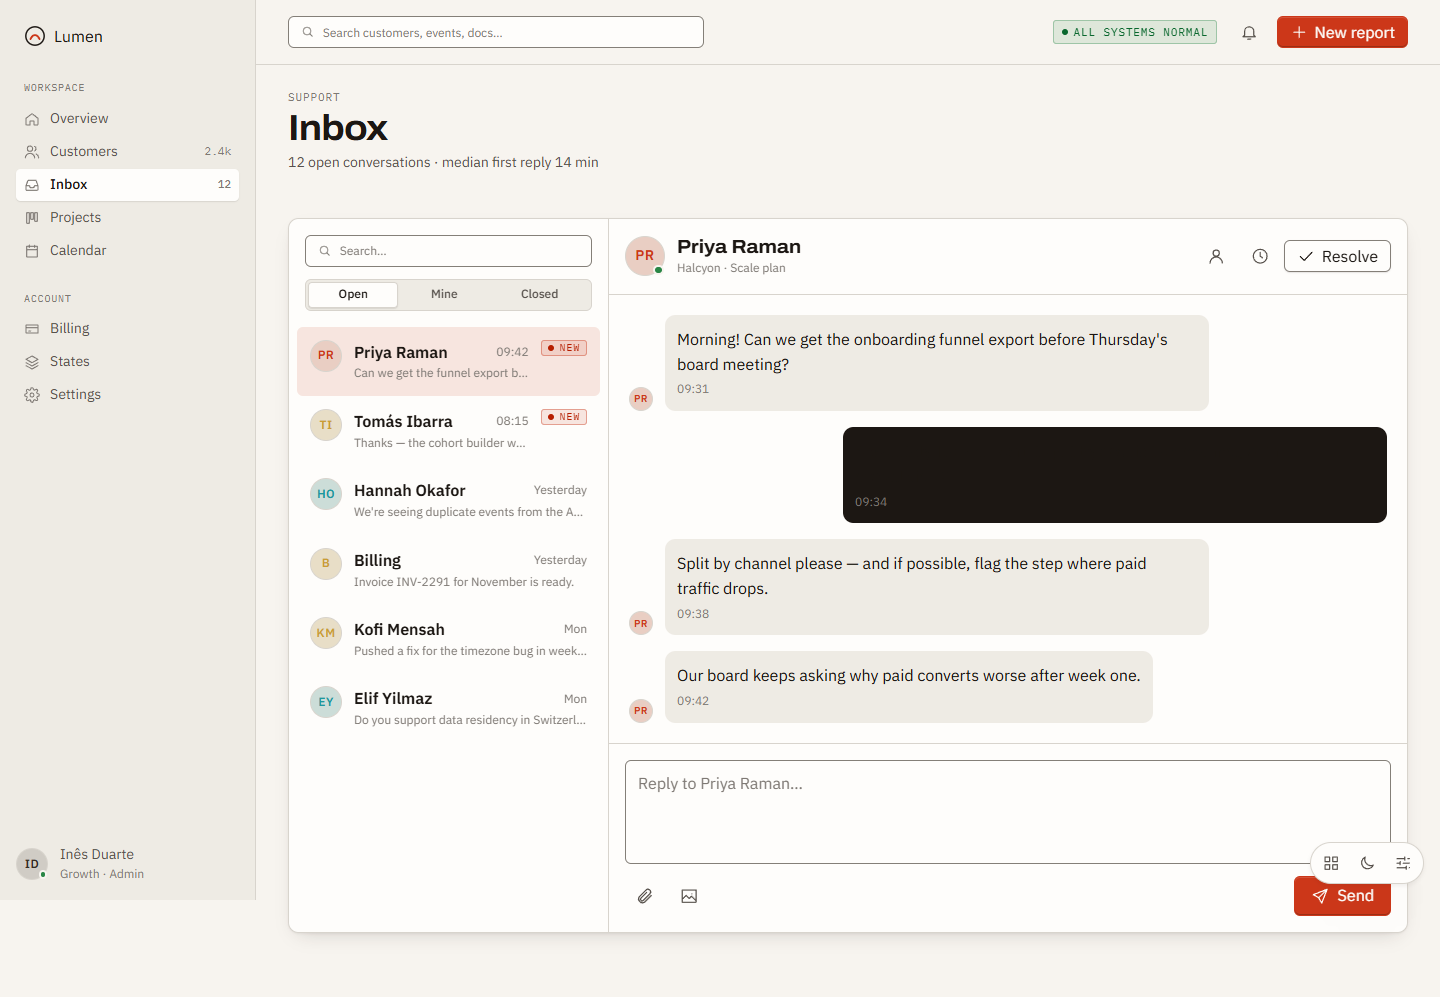 Lumen
WORKSPACE
Overview
Customers 2.4k
Inbox 12
Projects
Calendar
ACCOUNT
Billing
States
Settings
ID
Inês Duarte
Growth · Admin
Search customers, events, docs...
ALL SYSTEMS NORMAL
New report
SUPPORT
Inbox
12 open conversations · median first reply 14 min
Search...
Open Mine Closed
PR Priya Raman 09:42 NEW
Can we get the funnel export b...
TI Tomás Ibarra 08:15 NEW
Thanks — the cohort builder w...
HO Hannah Okafor Yesterday
We're seeing duplicate events from the A...
B Billing Yesterday
Invoice INV-2291 for November is ready.
KM Kofi Mensah Mon
Pushed a fix for the timezone bug in week...
EY Elif Yilmaz Mon
Do you support data residency in Switzerl...
PR Priya Raman
Halcyon · Scale plan
Resolve
Morning! Can we get the onboarding funnel export before Thursday's
board meeting?
09:31
PR
09:34
Split by channel please — and if possible, flag the step where paid
traffic drops.
09:38
PR
Our board keeps asking why paid converts worse after week one.
09:42
PR
Reply to Priya Raman...
Send